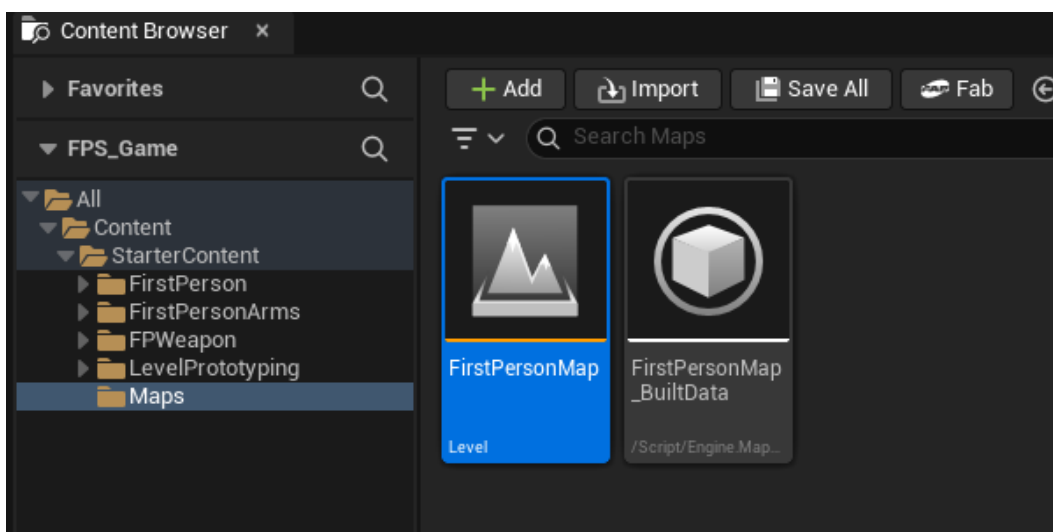 Content Browser ×
Favorites
FPS_Game
All
Content
StarterContent
FirstPerson
FirstPersonArms
FPWeapon
LevelPrototyping
Maps
+ Add Import Save All Fab
Search Maps
FirstPersonMap
Level
FirstPersonMap
_BuiltData
/Script/Engine.Map...